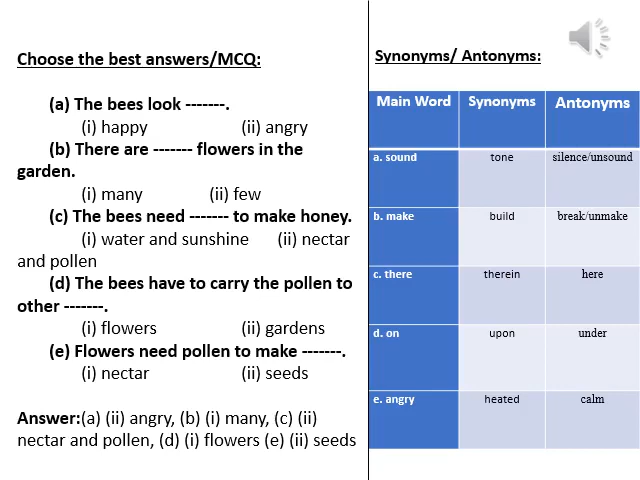 Choose the best answers/MCQ:
(a) The bees look -------.
(i) happy (ii) angry
(b) There are ------- flowers in the
garden.
(i) many (ii) few
(c) The bees need ------- to make honey.
(i) water and sunshine (ii) nectar
and pollen
(d) The bees have to carry the pollen to
other -------.
(i) flowers (ii) gardens
(e) Flowers need pollen to make -------.
(i) nectar (ii) seeds
Answer:(a) (ii) angry, (b) (i) many, (c) (ii)
nectar and pollen, (d) (i) flowers (e) (ii) seeds
Synonyms/ Antonyms:
Main Word Synonyms Antonyms
a. sound tone silence/unsound
b. make build break/unmake
c. there therein here
d. on upon under
e. angry heated calm